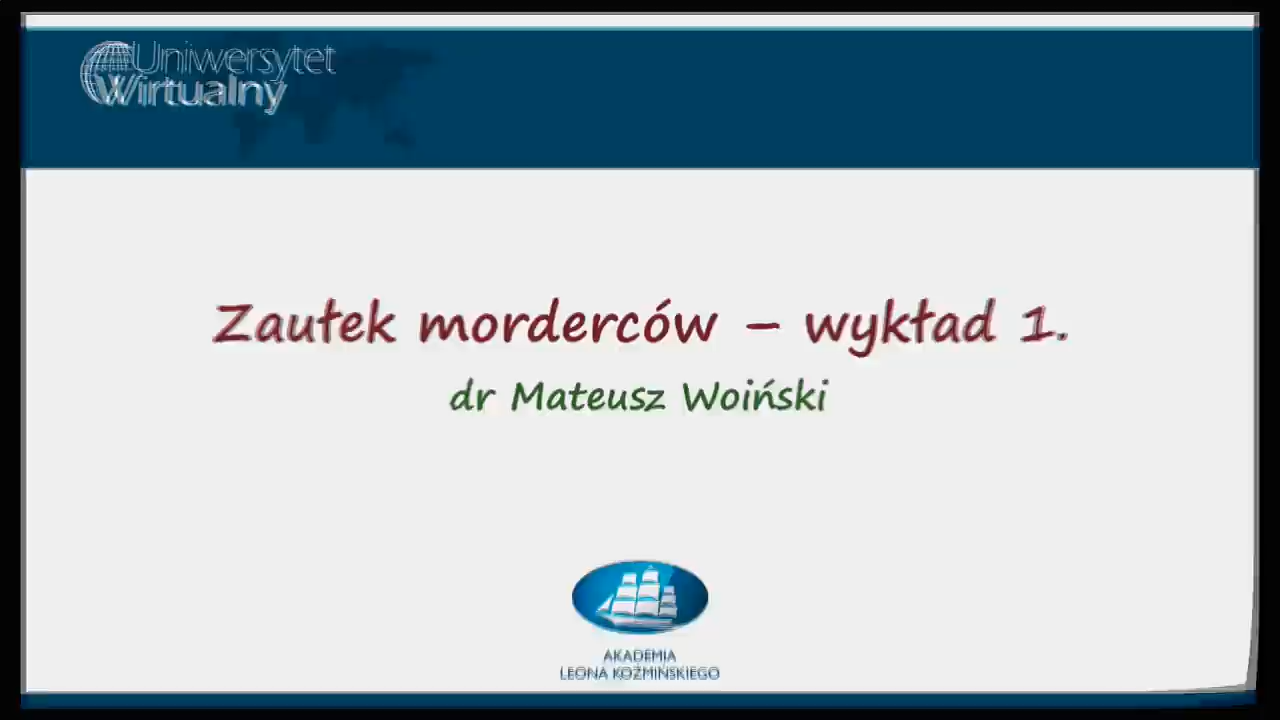 Uniwersytet
Wirtualny
Zaułek morderców – wykład 1.
dr Mateusz Woiński
AKADEMIA
LEONA KOŹMIŃSKIEGO